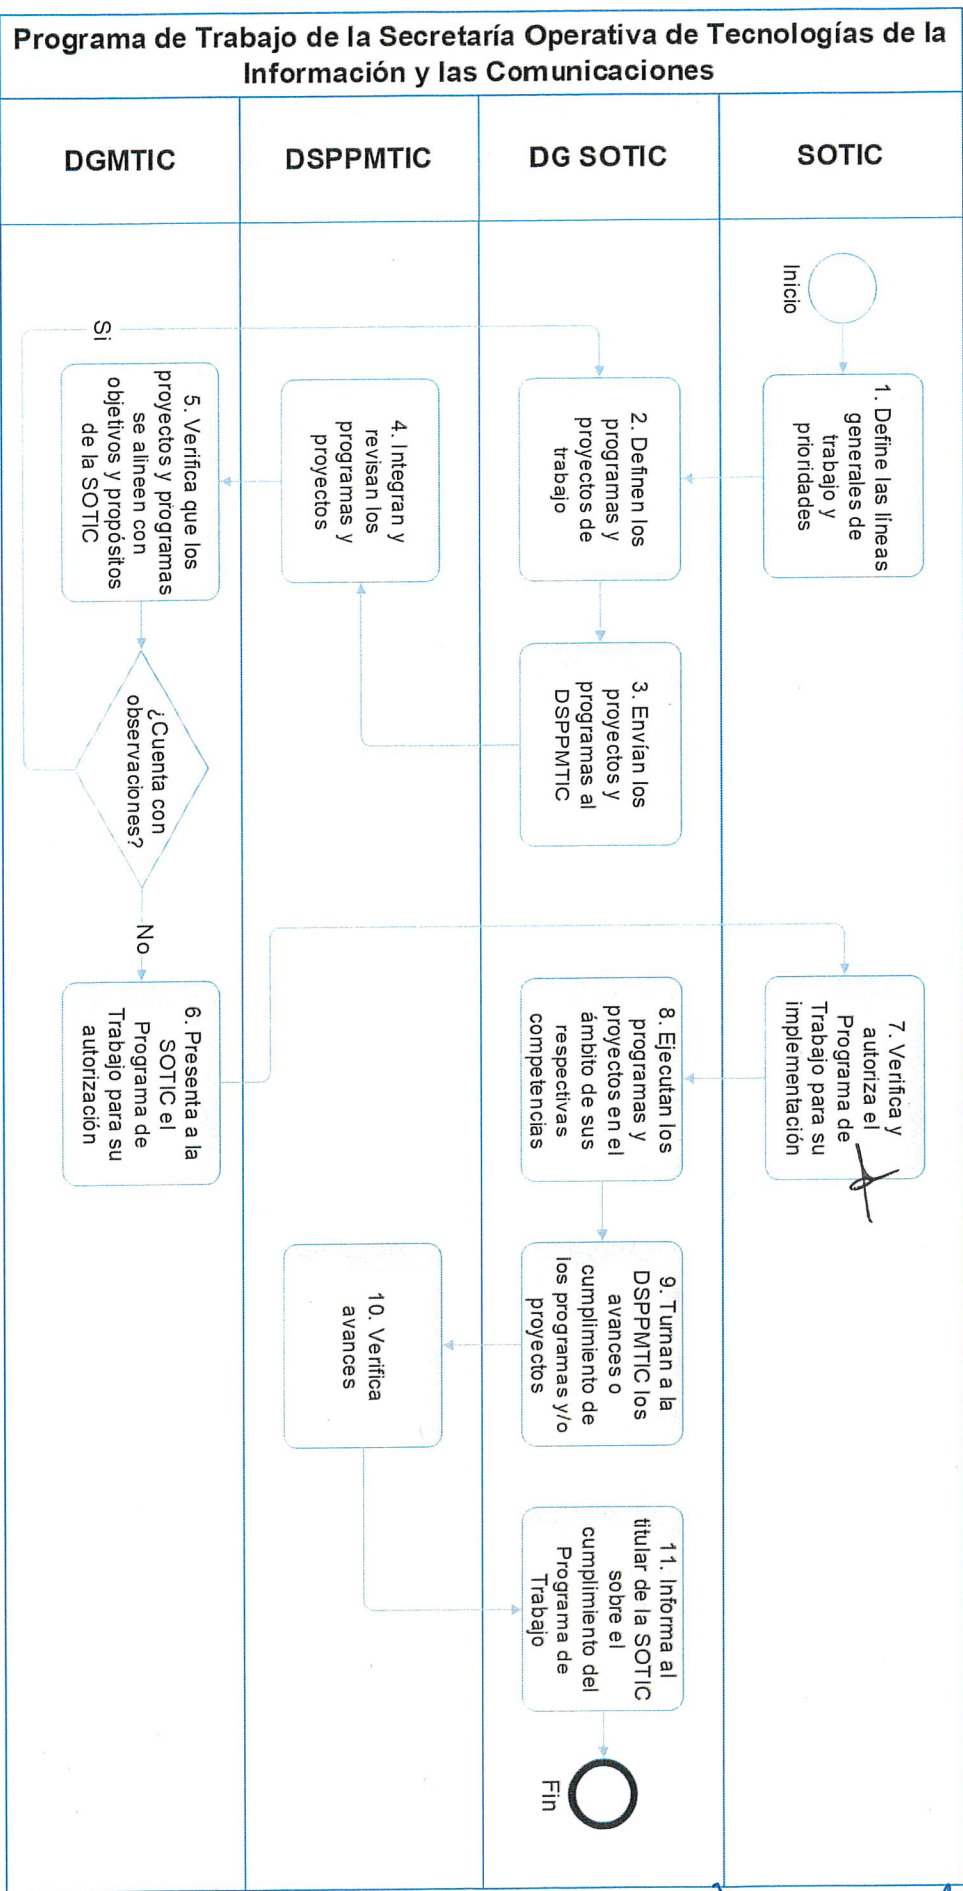 Programa de Trabajo de la Secretaría Operativa de Tecnologías de la
Información y las Comunicaciones
DGMTIC
DSPPMTIC
DG SOTIC
SOTIC
Inicio
1. Define las líneas
generales de
trabajo y
prioridades
2. Definen los
programas y
proyectos de
trabajo
3. Envían los
proyectos y
programas al
DSPPMTIC
4. Integran y
revisan los
programas y
proyectos
5. Verifica que los
proyectos y programas
se alineen con
objetivos y propósitos
de la SOTIC
¿Cuenta con
observaciones?
Si
No
6. Presenta a la
SOTIC el
Programa de
Trabajo para su
autorización
7. Verifica y
autoriza el
Programa de
Trabajo para su
implementación
8. Ejecutan los
programas y
proyectos en el
ámbito de sus
respectivas
competencias
9. Turnan a la
DSPPMTIC los
avances o
cumplimiento de
los programas y/o
proyectos
10. Verifica
avances
11. Informa al
titular de la SOTIC
sobre el
cumplimiento del
Programa de
Trabajo
Fin